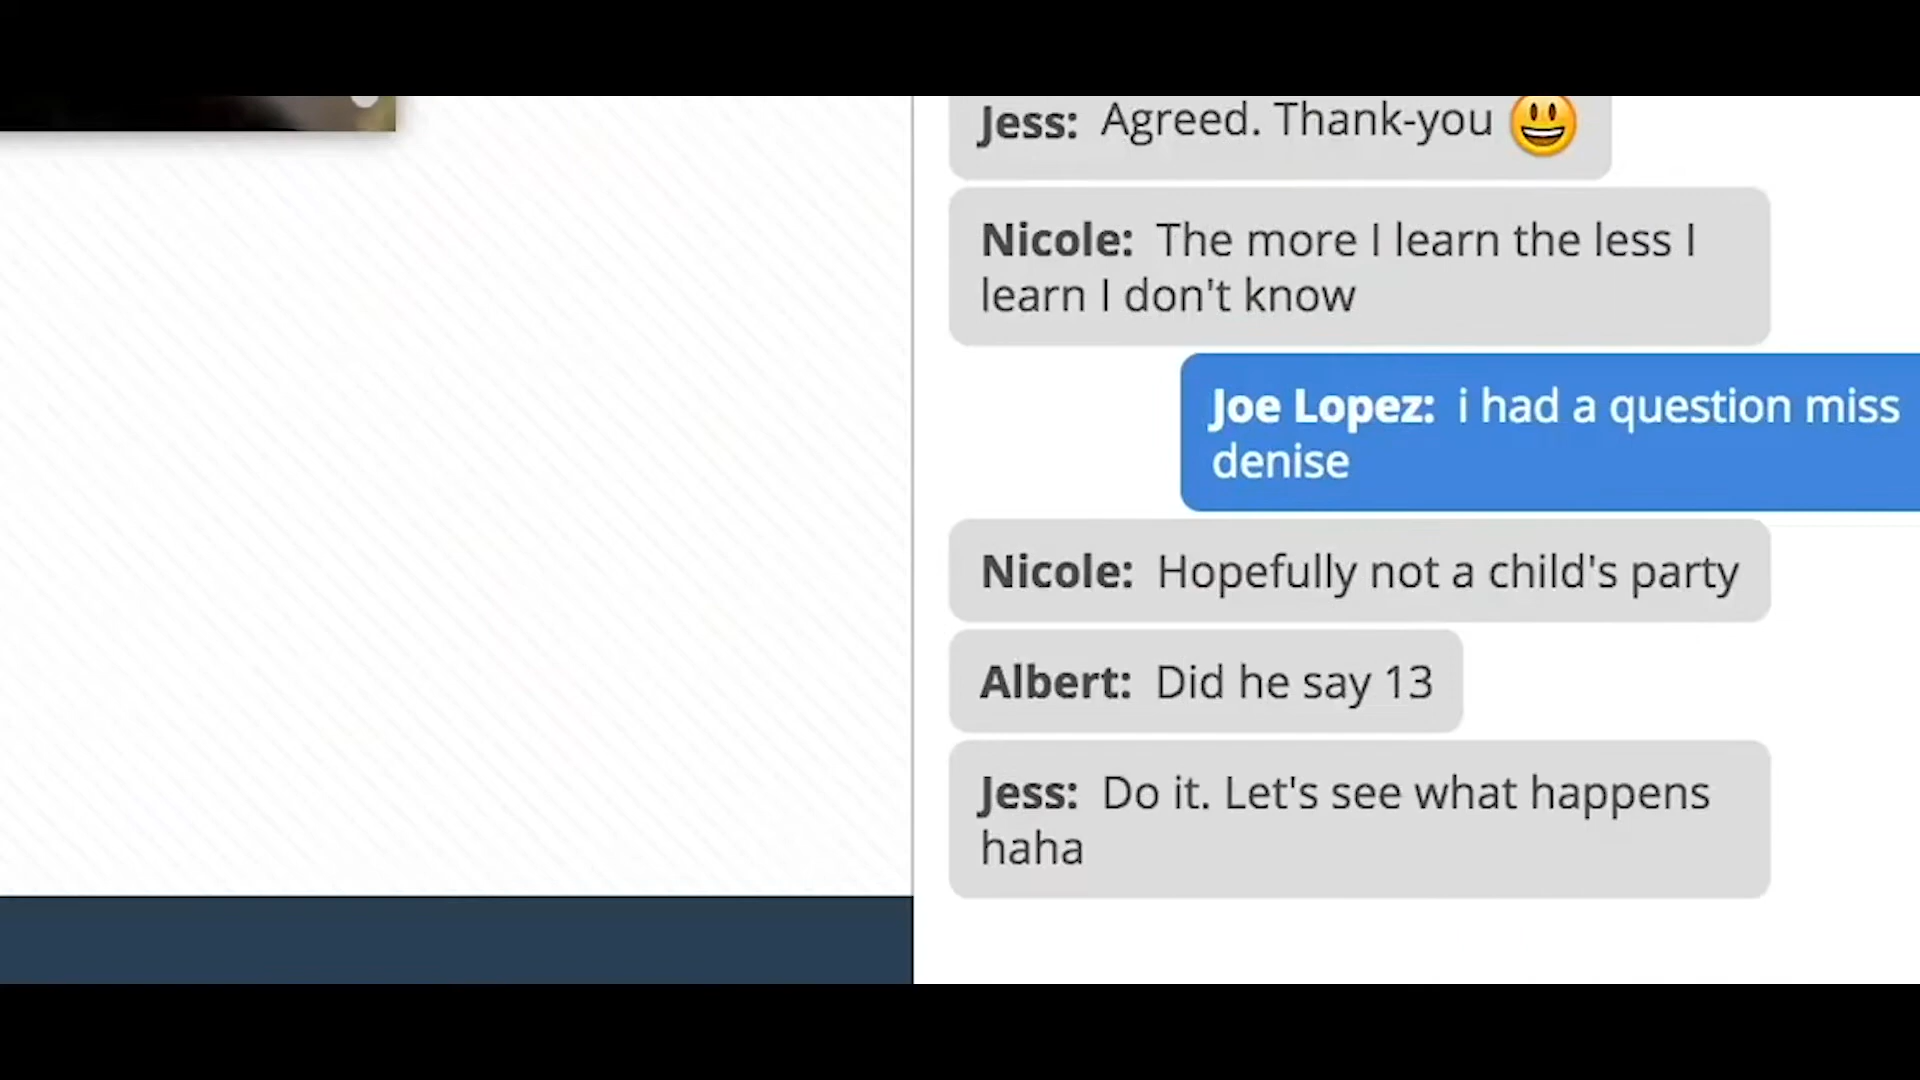 Jess: Agreed. Thank-you 😃
Nicole: The more I learn the less I
learn I don't know
Joe Lopez: i had a question miss
denise
Nicole: Hopefully not a child's party
Albert: Did he say 13
Jess: Do it. Let's see what happens
haha